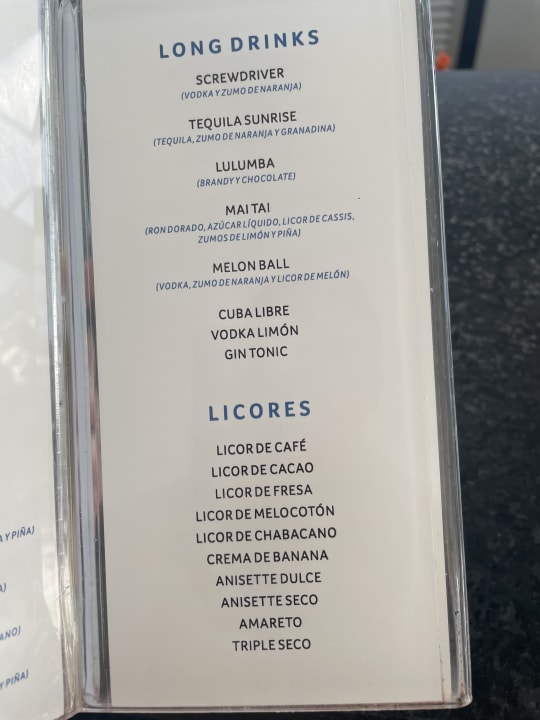 LONG DRINKS
SCREWDRIVER
(VODKA Y ZUMO DE NARANJA)
TEQUILA SUNRISE
(TEQUILA, ZUMO DE NARANJA Y GRANADINA)
LULUMBA
(BRANDY Y CHOCOLATE)
MAI TAI
(RON DORADO, AZÚCAR LÍQUIDO, LICOR DE CASSIS,
ZUMOS DE LIMÓN Y PIÑA)
MELON BALL
(VODKA, ZUMO DE NARANJA Y LICOR DE MELÓN)
CUBA LIBRE
VODKA LIMÓN
GIN TONIC
LICORES
LICOR DE CAFÉ
LICOR DE CACAO
LICOR DE FRESA
LICOR DE MELOCOTÓN
LICOR DE CHABACANO
CREMA DE BANANA
ANISETTE DULCE
ANISETTE SECO
AMARETO
TRIPLE SECO
Y PIÑA)
Y PIÑA)